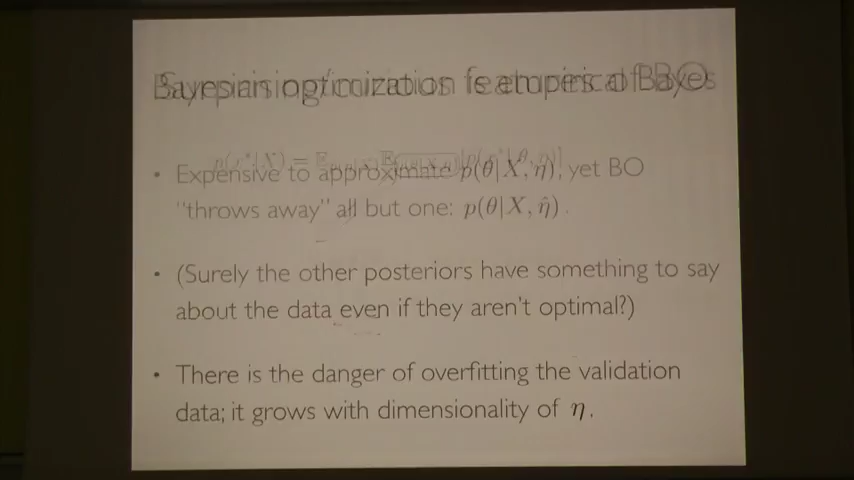 • Expensive to approximate p(θ|X, η), yet BO
"throws away" all but one: p(θ|X, η̂).
• (Surely the other posteriors have something to say
about the data even if they aren't optimal?)
• There is the danger of overfitting the validation
data; it grows with dimensionality of η.